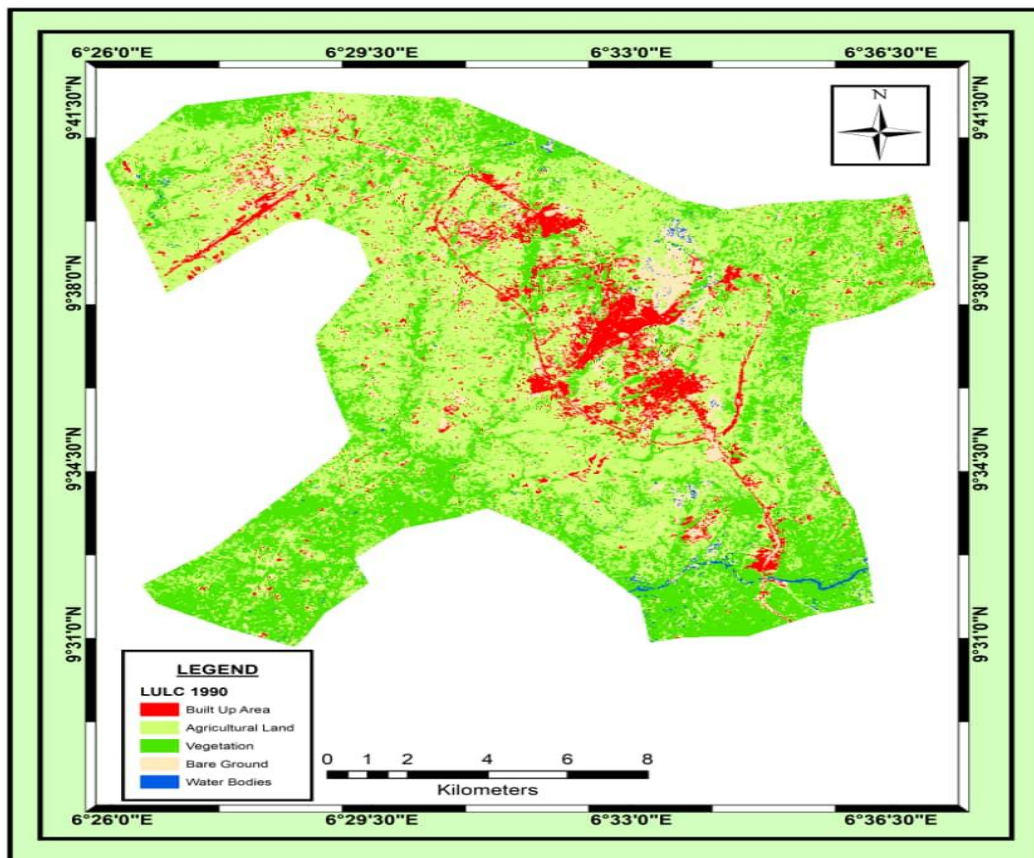 6°26'0"E 6°29'30"E 6°33'0"E 6°36'30"E
N
9°41'30"N 9°41'30"N
9°38'0"N 9°38'0"N
9°34'30"N 9°34'30"N
9°31'0"N 9°31'0"N
LEGEND
LULC 1990
Built Up Area
Agricultural Land
Vegetation
Bare Ground
Water Bodies
0 1 2 4 6 8
Kilometers
6°26'0"E 6°29'30"E 6°33'0"E 6°36'30"E